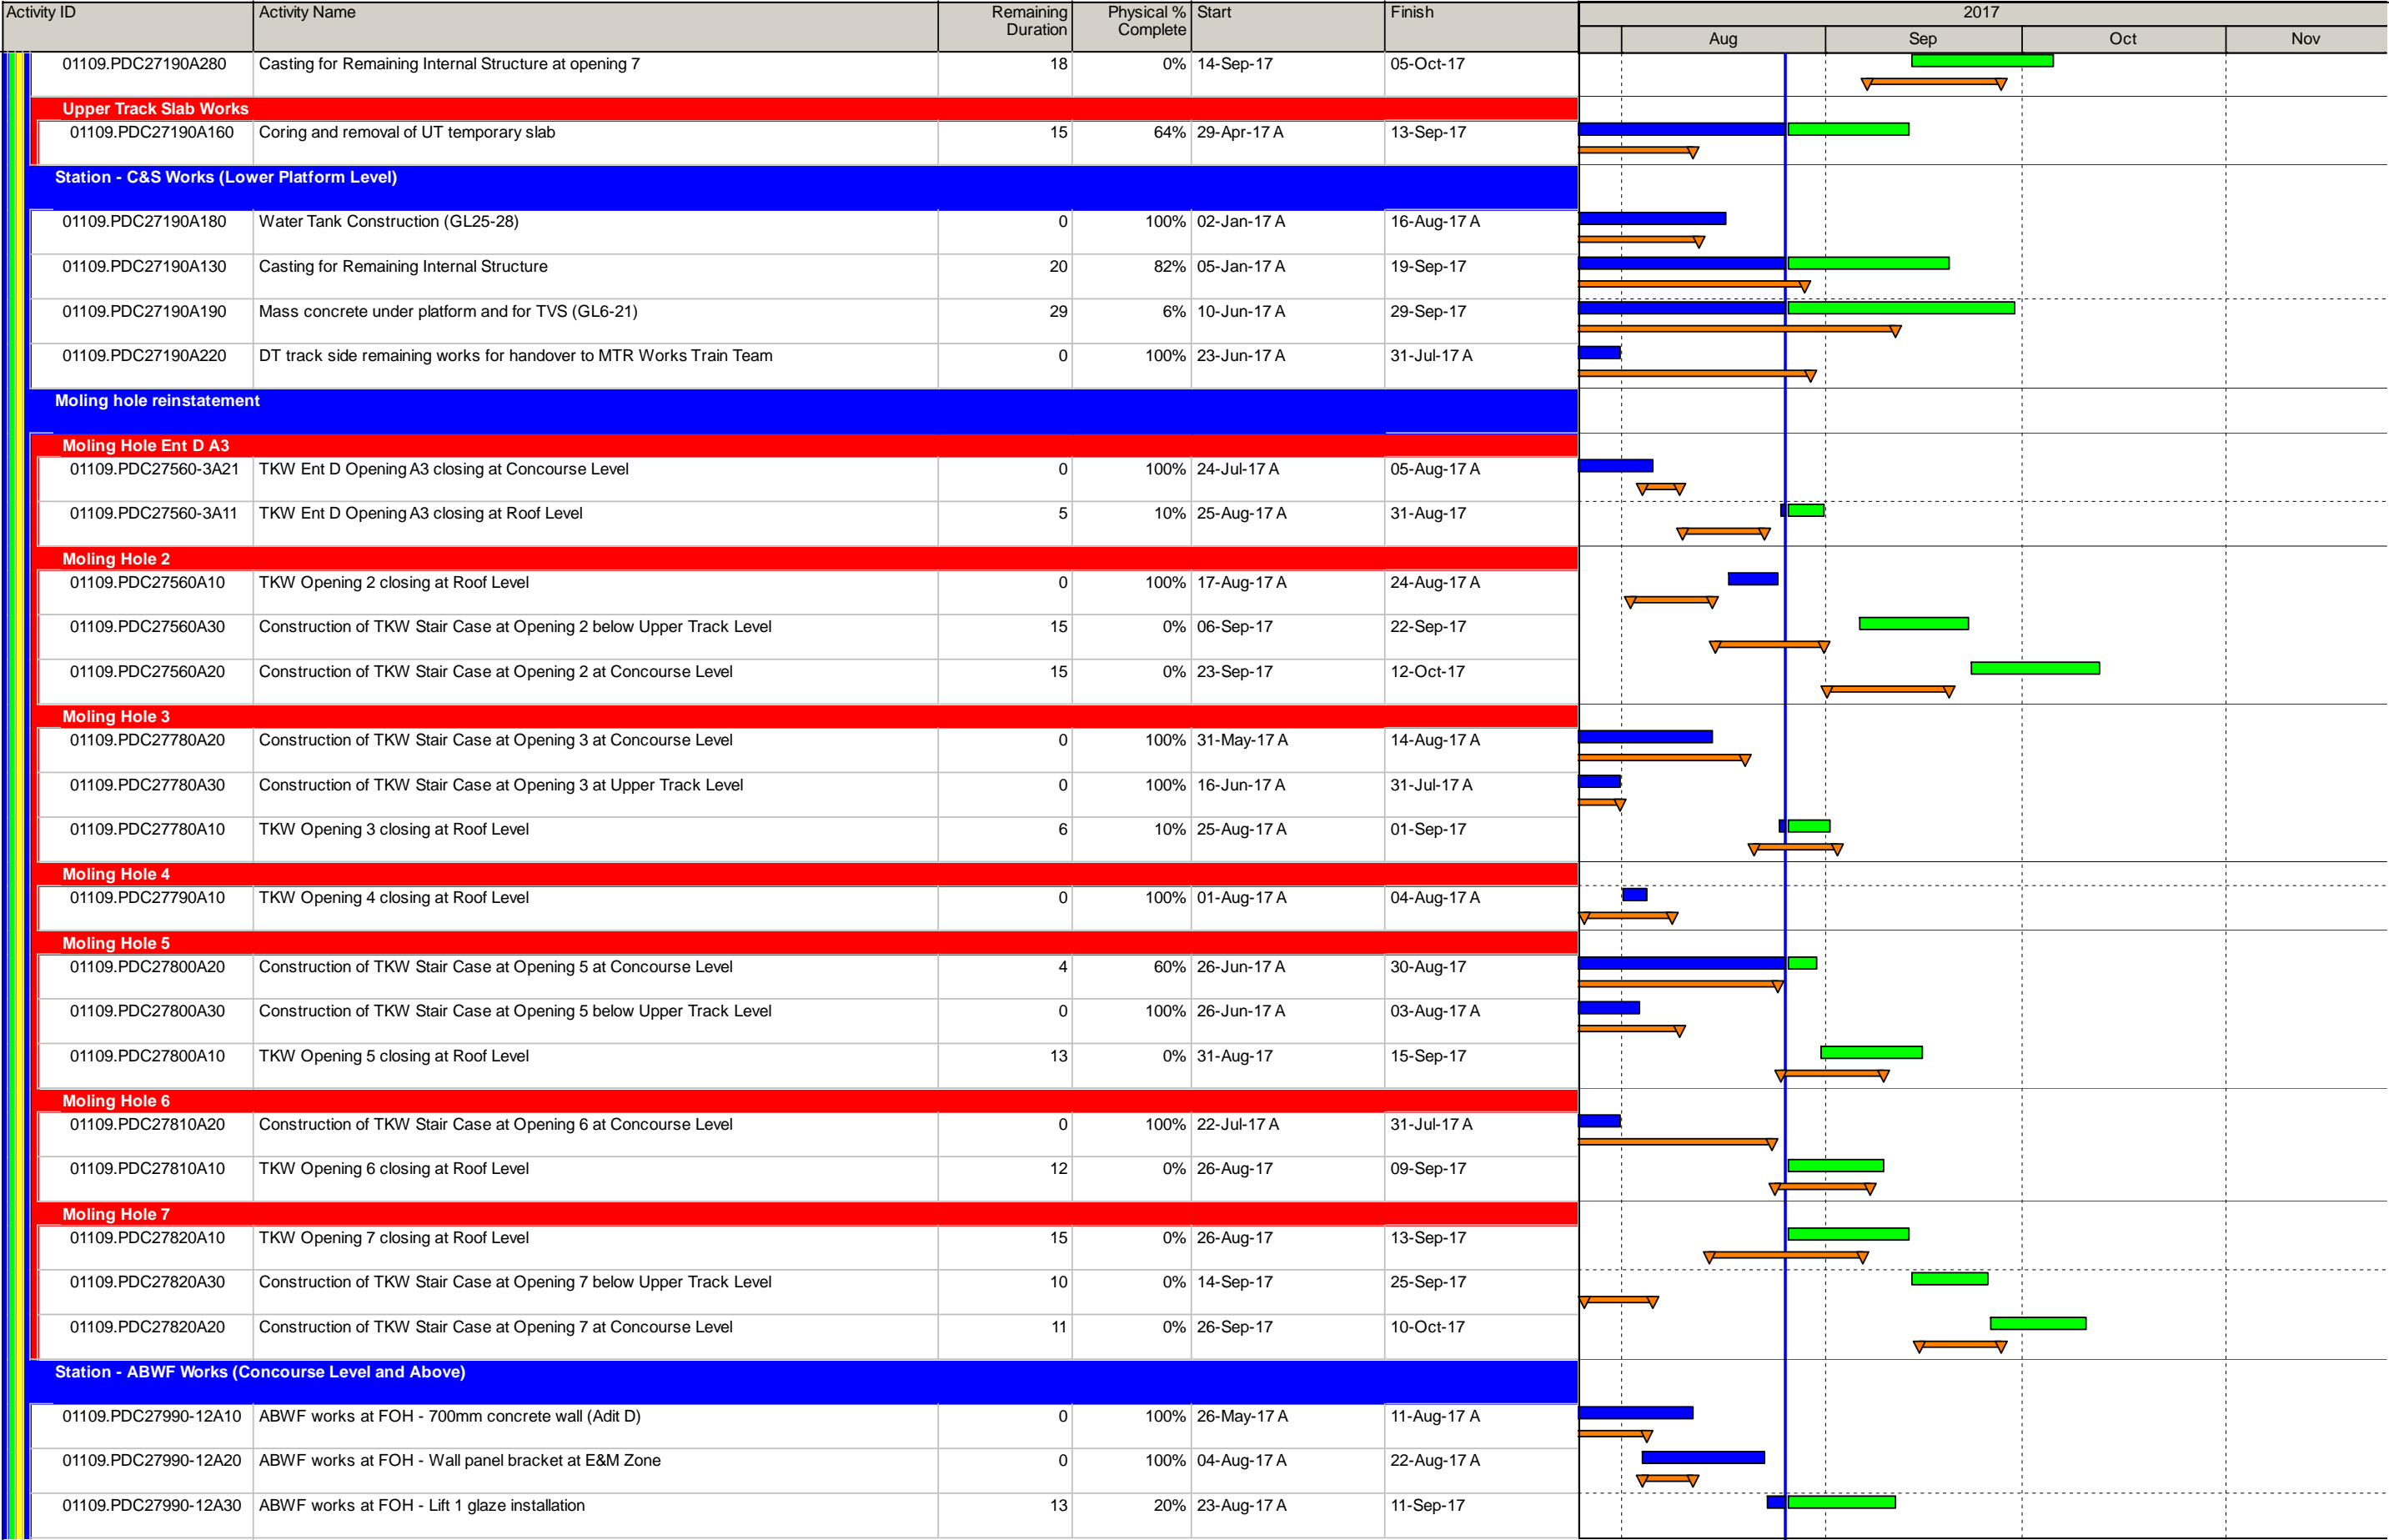 Activity ID Activity Name Remaining Duration Physical % Complete Start Finish 2017
Aug Sep Oct Nov
01109.PDC27190A280 Casting for Remaining Internal Structure at opening 7 18 0% 14-Sep-17 05-Oct-17
Upper Track Slab Works
01109.PDC27190A160 Coring and removal of UT temporary slab 15 64% 29-Apr-17 A 13-Sep-17
Station - C&S Works (Lower Platform Level)
01109.PDC27190A180 Water Tank Construction (GL25-28) 0 100% 02-Jan-17 A 16-Aug-17 A
01109.PDC27190A130 Casting for Remaining Internal Structure 20 82% 05-Jan-17 A 19-Sep-17
01109.PDC27190A190 Mass concrete under platform and for TVS (GL6-21) 29 6% 10-Jun-17 A 29-Sep-17
01109.PDC27190A220 DT track side remaining works for handover to MTR Works Train Team 0 100% 23-Jun-17 A 31-Jul-17 A
Moling hole reinstatement
Moling Hole Ent D A3
01109.PDC27560-3A21 TKW Ent D Opening A3 closing at Concourse Level 0 100% 24-Jul-17 A 05-Aug-17 A
01109.PDC27560-3A11 TKW Ent D Opening A3 closing at Roof Level 5 10% 25-Aug-17 A 31-Aug-17
Moling Hole 2
01109.PDC27560A10 TKW Opening 2 closing at Roof Level 0 100% 17-Aug-17 A 24-Aug-17 A
01109.PDC27560A30 Construction of TKW Stair Case at Opening 2 below Upper Track Level 15 0% 06-Sep-17 22-Sep-17
01109.PDC27560A20 Construction of TKW Stair Case at Opening 2 at Concourse Level 15 0% 23-Sep-17 12-Oct-17
Moling Hole 3
01109.PDC27780A20 Construction of TKW Stair Case at Opening 3 at Concourse Level 0 100% 31-May-17 A 14-Aug-17 A
01109.PDC27780A30 Construction of TKW Stair Case at Opening 3 at Upper Track Level 0 100% 16-Jun-17 A 31-Jul-17 A
01109.PDC27780A10 TKW Opening 3 closing at Roof Level 6 10% 25-Aug-17 A 01-Sep-17
Moling Hole 4
01109.PDC27790A10 TKW Opening 4 closing at Roof Level 0 100% 01-Aug-17 A 04-Aug-17 A
Moling Hole 5
01109.PDC27800A20 Construction of TKW Stair Case at Opening 5 at Concourse Level 4 60% 26-Jun-17 A 30-Aug-17
01109.PDC27800A30 Construction of TKW Stair Case at Opening 5 below Upper Track Level 0 100% 26-Jun-17 A 03-Aug-17 A
01109.PDC27800A10 TKW Opening 5 closing at Roof Level 13 0% 31-Aug-17 15-Sep-17
Moling Hole 6
01109.PDC27810A20 Construction of TKW Stair Case at Opening 6 at Concourse Level 0 100% 22-Jul-17 A 31-Jul-17 A
01109.PDC27810A10 TKW Opening 6 closing at Roof Level 12 0% 26-Aug-17 09-Sep-17
Moling Hole 7
01109.PDC27820A10 TKW Opening 7 closing at Roof Level 15 0% 26-Aug-17 13-Sep-17
01109.PDC27820A30 Construction of TKW Stair Case at Opening 7 below Upper Track Level 10 0% 14-Sep-17 25-Sep-17
01109.PDC27820A20 Construction of TKW Stair Case at Opening 7 at Concourse Level 11 0% 26-Sep-17 10-Oct-17
Station - ABWF Works (Concourse Level and Above)
01109.PDC27990-12A10 ABWF works at FOH - 700mm concrete wall (Adit D) 0 100% 26-May-17 A 11-Aug-17 A
01109.PDC27990-12A20 ABWF works at FOH - Wall panel bracket at E&M Zone 0 100% 04-Aug-17 A 22-Aug-17 A
01109.PDC27990-12A30 ABWF works at FOH - Lift 1 glaze installation 13 20% 23-Aug-17 A 11-Sep-17